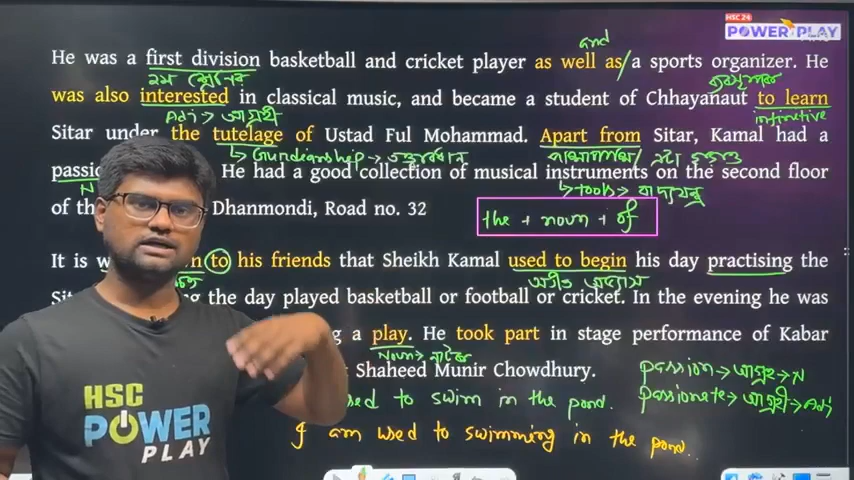 HSC 24
POWER PLAY
He was a first division basketball and cricket player as well as/a sports organizer. He
and
১ম শ্রেণির
ব্যবস্থাপক
was also interested in classical music, and became a student of Chhayanaut to learn
Adj → আগ্রহী
infinitive
Sitar under the tutelage of Ustad Ful Mohammad. Apart from Sitar, Kamal had a
↳ Guardianship → তত্ত্বাবধান
passi
N
He had a good collection of musical instruments on the second floor
↳ tools → বাদ্যযন্ত্র
of th Dhanmondi, Road no. 32
the + noun + of
It is w n to his friends that Sheikh Kamal used to begin his day practising the
অতীত অভ্যাস
Sit g the day played basketball or football or cricket. In the evening he was
g a play. He took part in stage performance of Kabar
Noun → নাটক
Shaheed Munir Chowdhury.
passion → আগ্রহ → N
passionate → আগ্রহী → Adj
sed to swim in the pond.
I am used to swimming in the pond.
HSC
POWER
PLAY